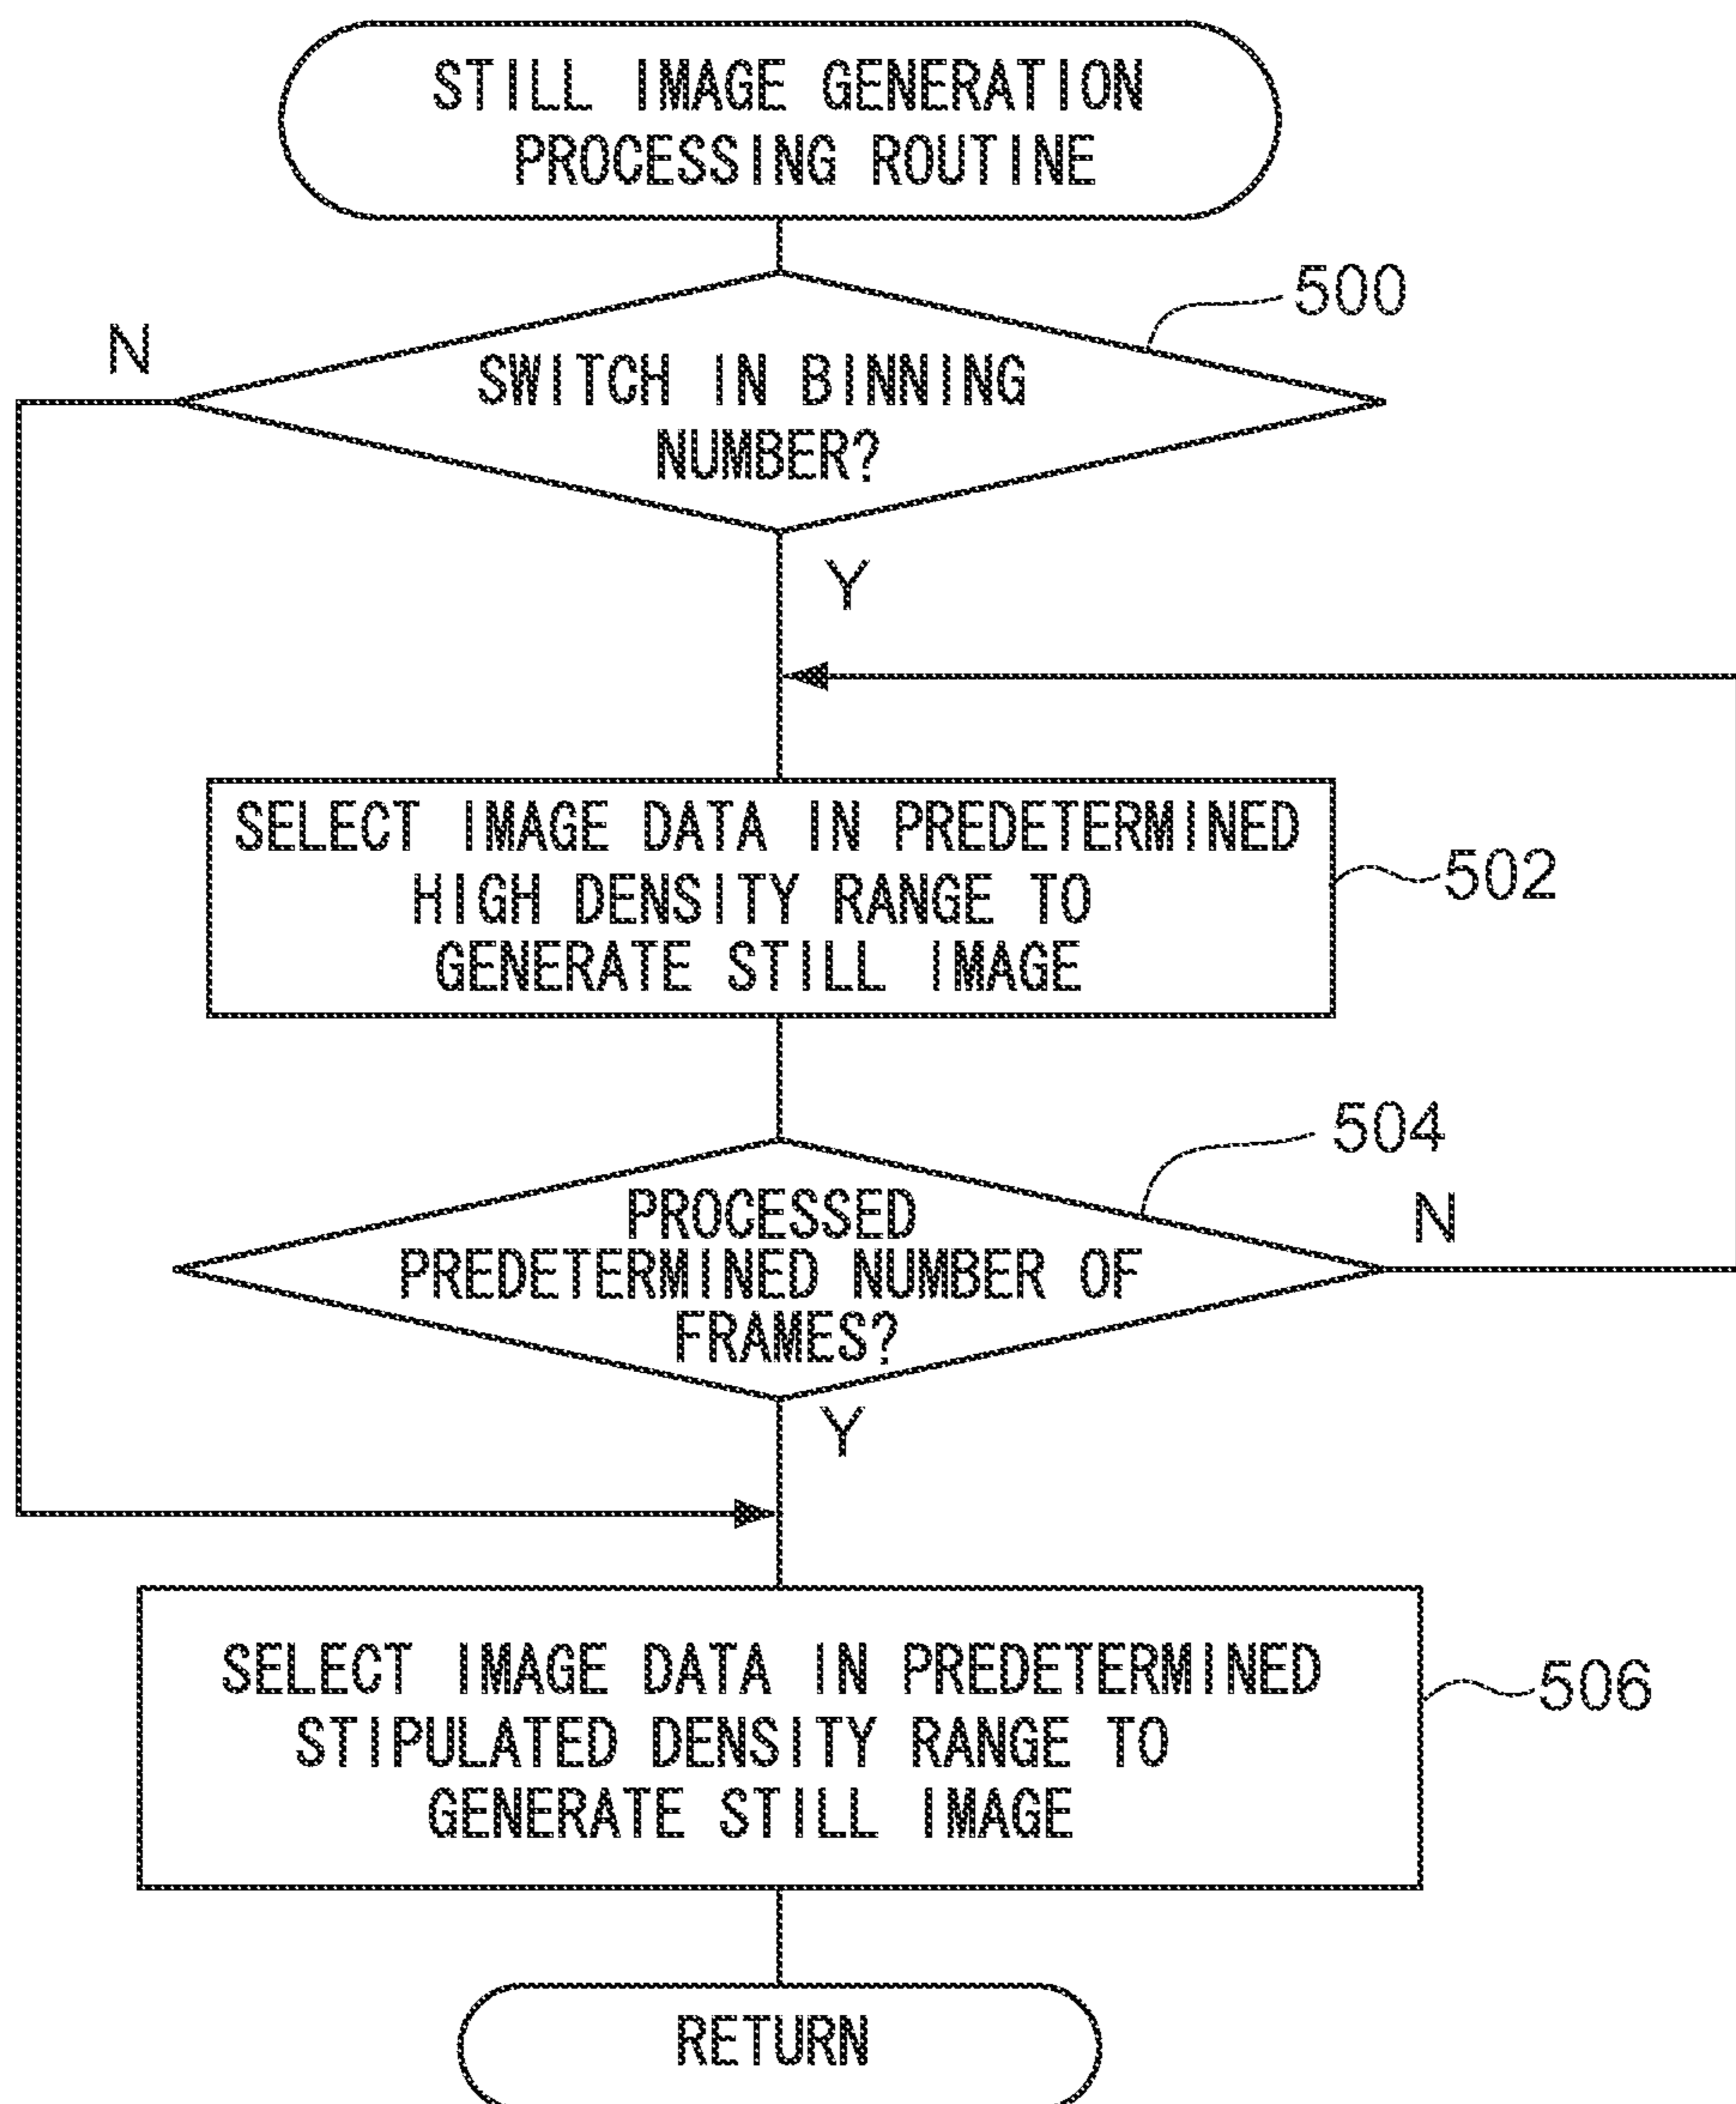 STILL IMAGE GENERATION
PROCESSING ROUTINE
500
N
SWITCH IN BINNING
NUMBER?
Y
SELECT IMAGE DATA IN PREDETERMINED
HIGH DENSITY RANGE TO
GENERATE STILL IMAGE
502
504
PROCESSED
PREDETERMINED NUMBER OF
FRAMES?
N
Y
SELECT IMAGE DATA IN PREDETERMINED
STIPULATED DENSITY RANGE TO
GENERATE STILL IMAGE
506
RETURN